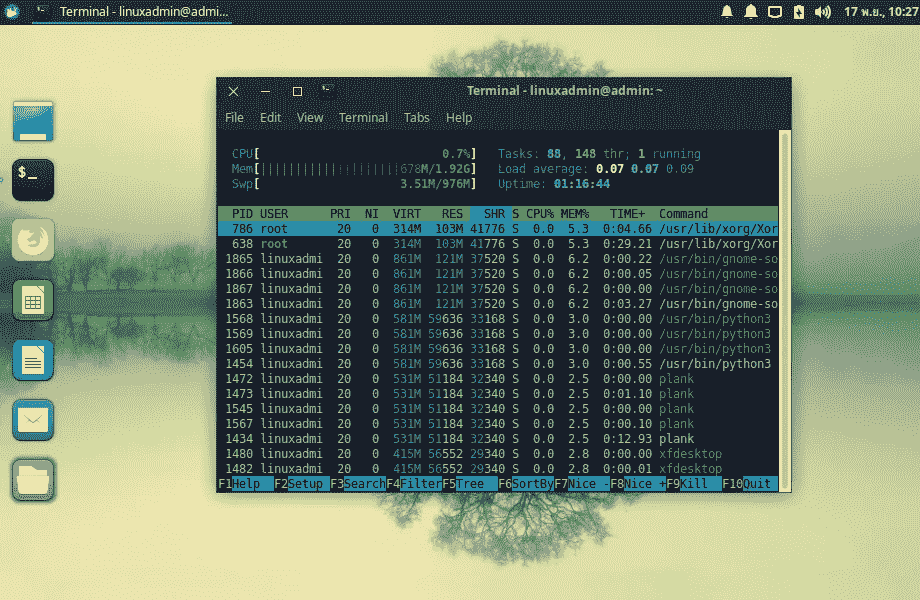 Terminal - linuxadmin@admi...
17 พ.ย., 10:27
Terminal - linuxadmin@admin: ~
File Edit View Terminal Tabs Help
CPU[ 0.7%] Tasks: 88, 148 thr; 1 running
Mem[||||||||||||||||||||678M/1.92G] Load average: 0.07 0.07 0.09
Swp[ 3.51M/976M] Uptime: 01:16:44
PID USER PRI NI VIRT RES SHR S CPU% MEM% TIME+ Command
786 root 20 0 314M 103M 41776 S 0.0 5.3 0:04.66 /usr/lib/xorg/Xor
638 root 20 0 314M 103M 41776 S 0.0 5.3 0:29.21 /usr/lib/xorg/Xor
1865 linuxadmi 20 0 861M 121M 37520 S 0.0 6.2 0:00.22 /usr/bin/gnome-so
1866 linuxadmi 20 0 861M 121M 37520 S 0.0 6.2 0:00.05 /usr/bin/gnome-so
1867 linuxadmi 20 0 861M 121M 37520 S 0.0 6.2 0:00.00 /usr/bin/gnome-so
1863 linuxadmi 20 0 861M 121M 37520 S 0.0 6.2 0:03.27 /usr/bin/gnome-so
1568 linuxadmi 20 0 581M 59636 33168 S 0.0 3.0 0:00.00 /usr/bin/python3
1569 linuxadmi 20 0 581M 59636 33168 S 0.0 3.0 0:00.00 /usr/bin/python3
1605 linuxadmi 20 0 581M 59636 33168 S 0.0 3.0 0:00.00 /usr/bin/python3
1454 linuxadmi 20 0 581M 59636 33168 S 0.0 3.0 0:00.55 /usr/bin/python3
1472 linuxadmi 20 0 531M 51184 32340 S 0.0 2.5 0:00.00 plank
1473 linuxadmi 20 0 531M 51184 32340 S 0.0 2.5 0:01.10 plank
1545 linuxadmi 20 0 531M 51184 32340 S 0.0 2.5 0:00.00 plank
1567 linuxadmi 20 0 531M 51184 32340 S 0.0 2.5 0:00.10 plank
1434 linuxadmi 20 0 531M 51184 32340 S 0.0 2.5 0:12.93 plank
1480 linuxadmi 20 0 415M 56552 29340 S 0.0 2.8 0:00.00 xfdesktop
1482 linuxadmi 20 0 415M 56552 29340 S 0.0 2.8 0:00.01 xfdesktop
F1Help F2Setup F3SearchF4FilterF5Tree F6SortByF7Nice -F8Nice +F9Kill F10Quit